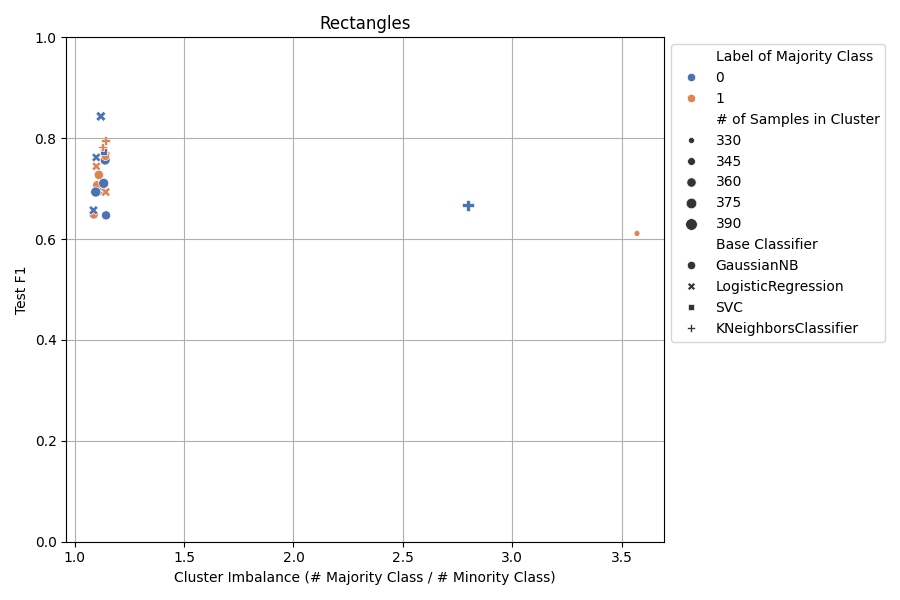 Rectangles
1.0
0.8
0.6
0.4
0.2
0.0
Test F1
1.0 1.5 2.0 2.5 3.0 3.5
Cluster Imbalance (# Majority Class / # Minority Class)
Label of Majority Class
0
1
# of Samples in Cluster
330
345
360
375
390
Base Classifier
GaussianNB
LogisticRegression
SVC
KNeighborsClassifier